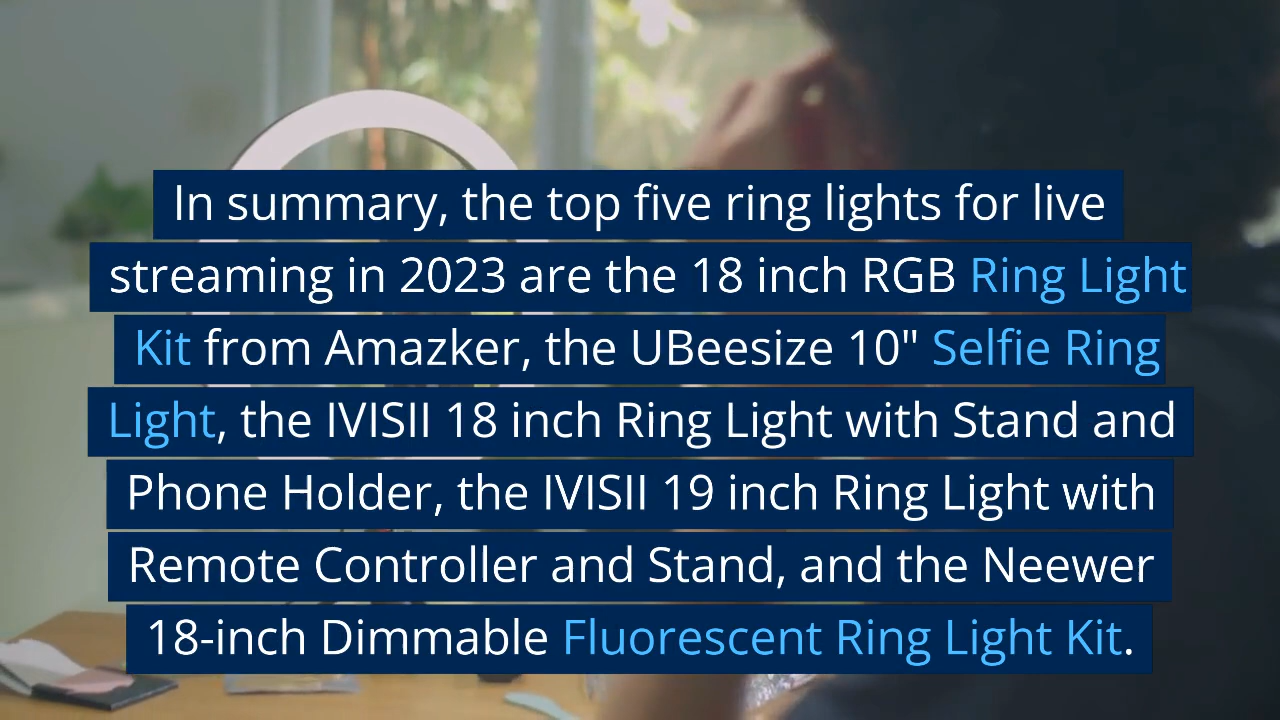 In summary, the top five ring lights for live
streaming in 2023 are the 18 inch RGB Ring Light
Kit from Amazker, the UBeesize 10" Selfie Ring
Light, the IVISII 18 inch Ring Light with Stand and
Phone Holder, the IVISII 19 inch Ring Light with
Remote Controller and Stand, and the Neewer
18-inch Dimmable Fluorescent Ring Light Kit.